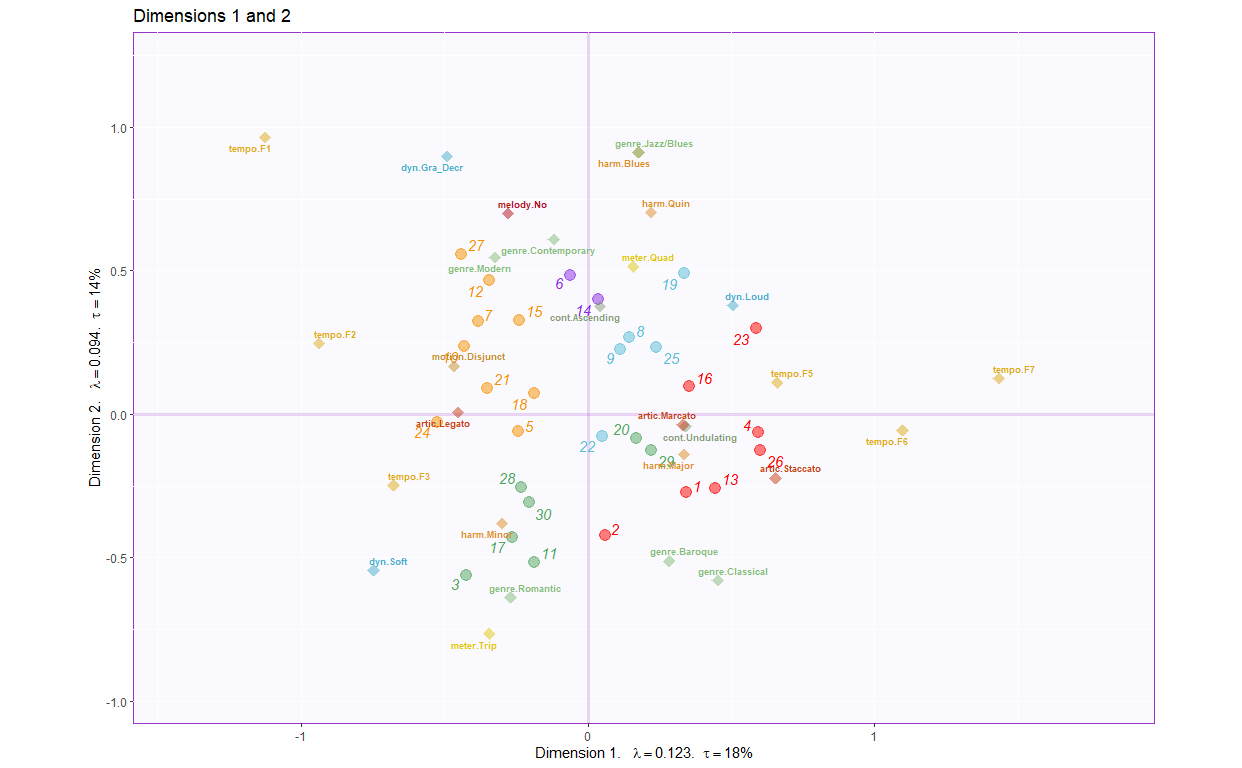 Dimensions 1 and 2
tempo.F1
dyn.Gra_Decr
genre.Jazz/Blues
harm.Blues
melody.No
harm.Quin
27
genre.Contemporary
genre.Modern
meter.Quad
12
6
19
14
cont.Ascending
dyn.Loud
7
15
8
23
tempo.F2
motion.Disjunct
9
25
tempo.F7
tempo.F5
21
16
18
artic.Legato
24
5
artic.Marcato
4
20
22
cont.Undulating
tempo.F6
29
harm.Major
26
artic.Staccato
tempo.F3
28
1
13
30
harm.Minor
2
17
11
genre.Baroque
dyn.Soft
genre.Classical
3
genre.Romantic
meter.Trip
1.0
0.5
0.0
-0.5
-1.0
Dimension 2. λ = 0.094. τ = 14%
-1
0
1
Dimension 1. λ = 0.123. τ = 18%